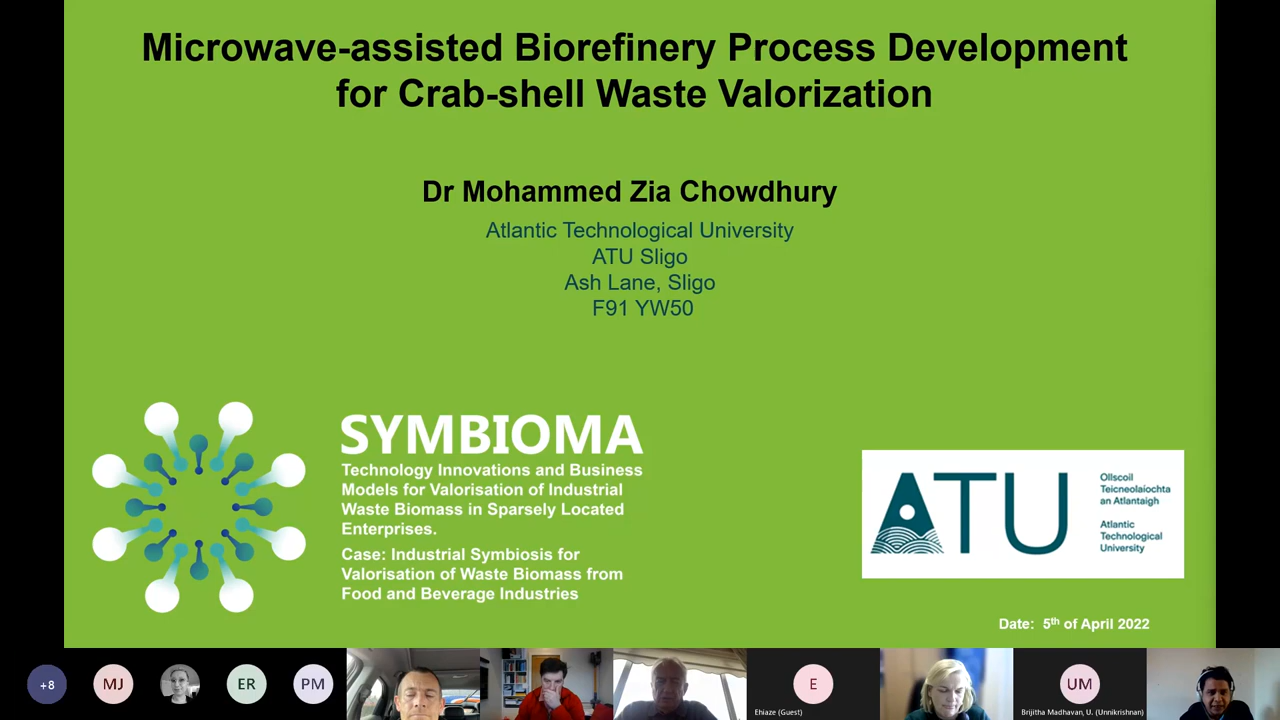 Microwave-assisted Biorefinery Process Development
for Crab-shell Waste Valorization
Dr Mohammed Zia Chowdhury
Atlantic Technological University
ATU Sligo
Ash Lane, Sligo
F91 YW50
SYMBIOMA
Technology Innovations and Business
Models for Valorisation of Industrial
Waste Biomass in Sparsely Located
Enterprises.
Case: Industrial Symbiosis for
Valorisation of Waste Biomass from
Food and Beverage Industries
ATU
Ollscoil
Teicneolaíochta
an Atlantaigh
Atlantic
Technological
University
Date: 5th of April 2022
+8
MJ
ER
PM
E
Ehiaze (Guest)
UM
Brijitha Madhavan, U. (Unnikrishnan)